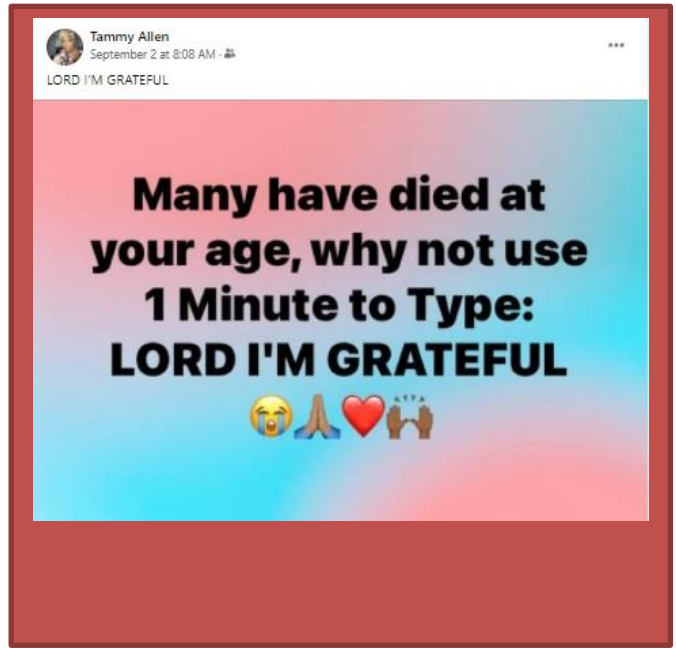 Tammy Allen
September 2 at 8:08 AM ·
LORD I'M GRATEFUL
Many have died at
your age, why not use
1 Minute to Type:
LORD I'M GRATEFUL
😭🙏🏽❤️🙌🏾